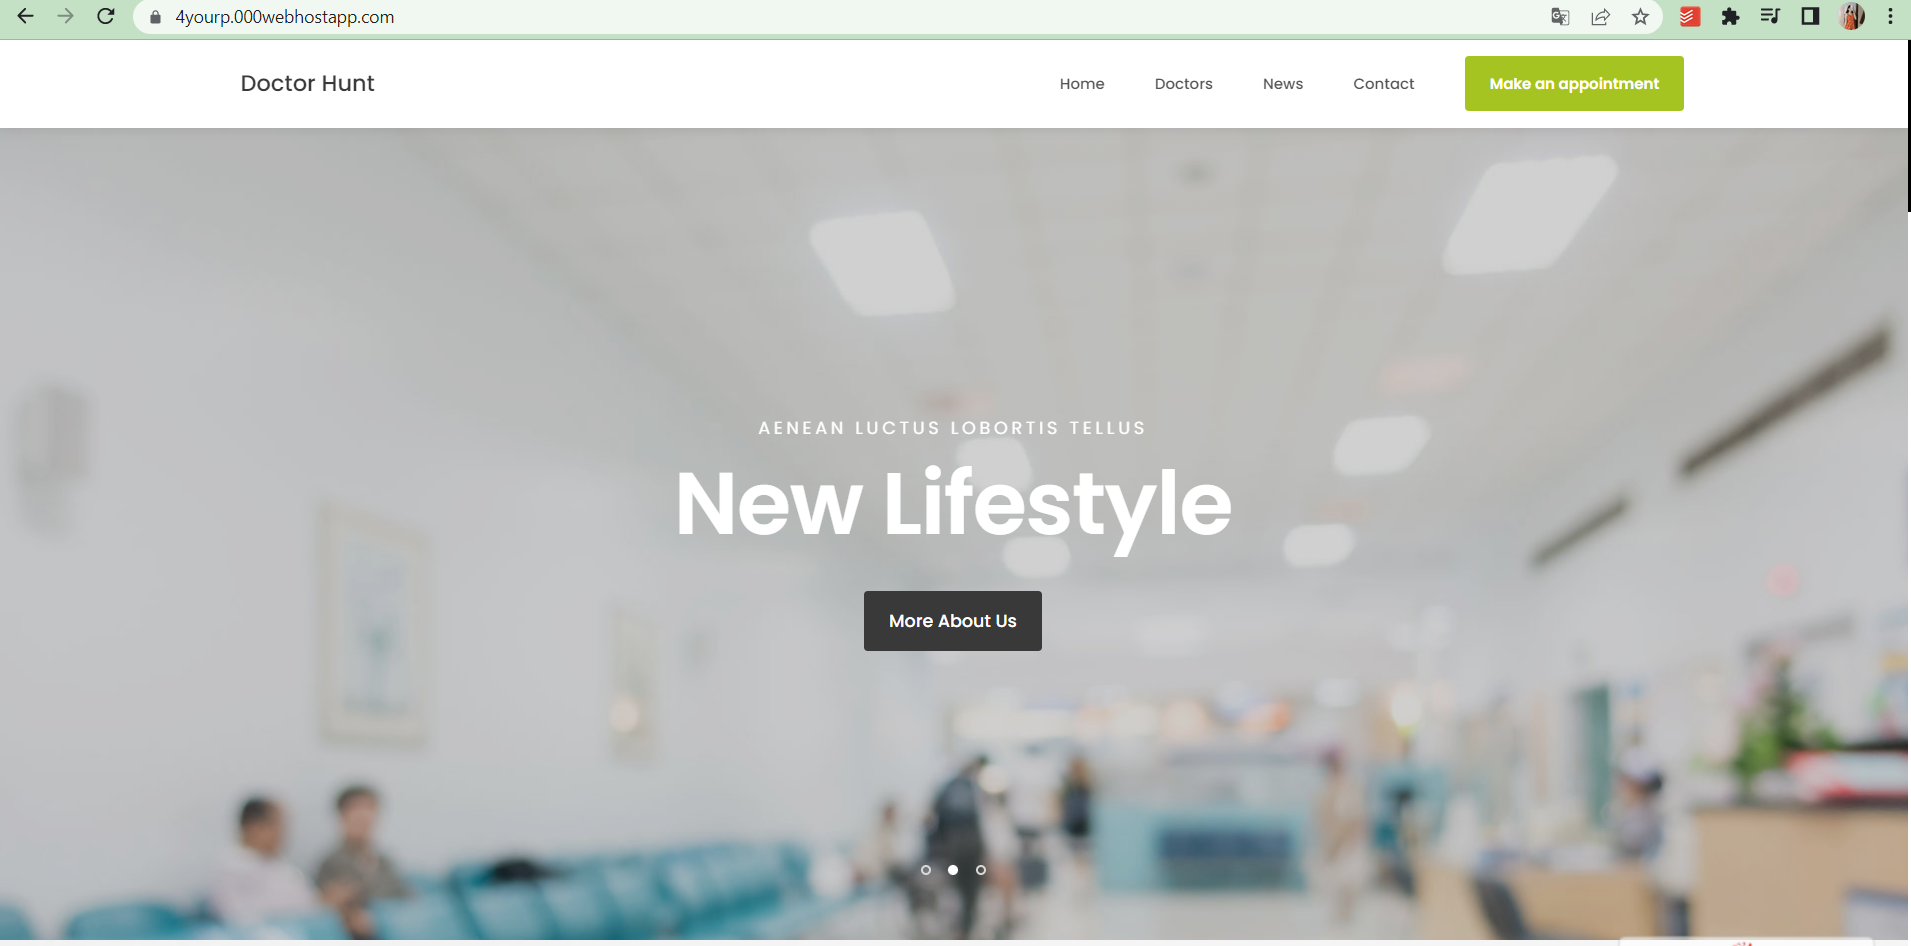 4yourp.000webhostapp.com
Doctor Hunt
Home
Doctors
News
Contact
Make an appointment
AENEAN LUCTUS LOBORTIS TELLUS
New Lifestyle
More About Us